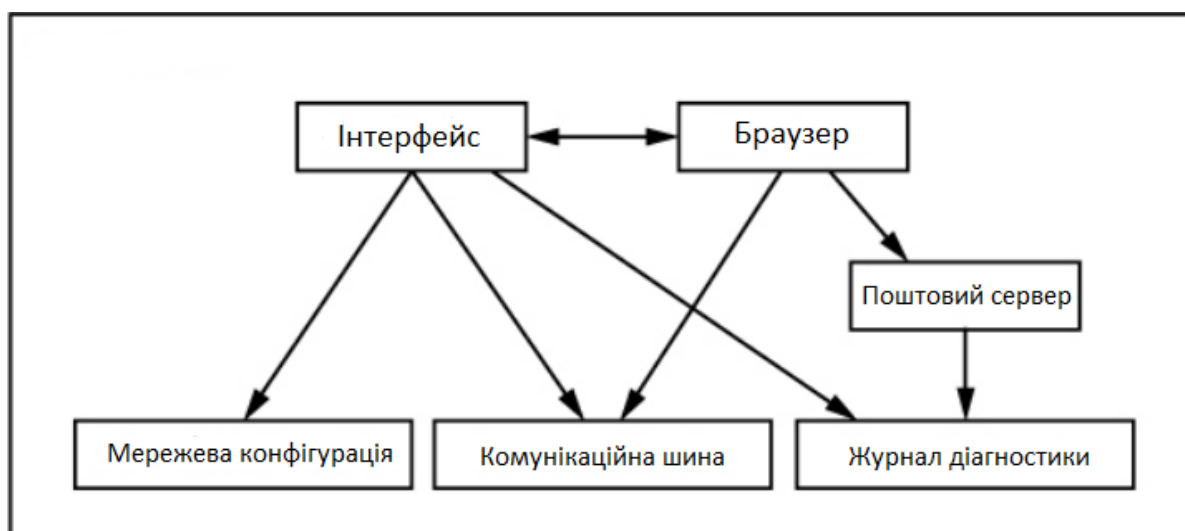 Інтерфейс
Браузер
Поштовий сервер
Мережева конфігурація
Комунікаційна шина
Журнал діагностики